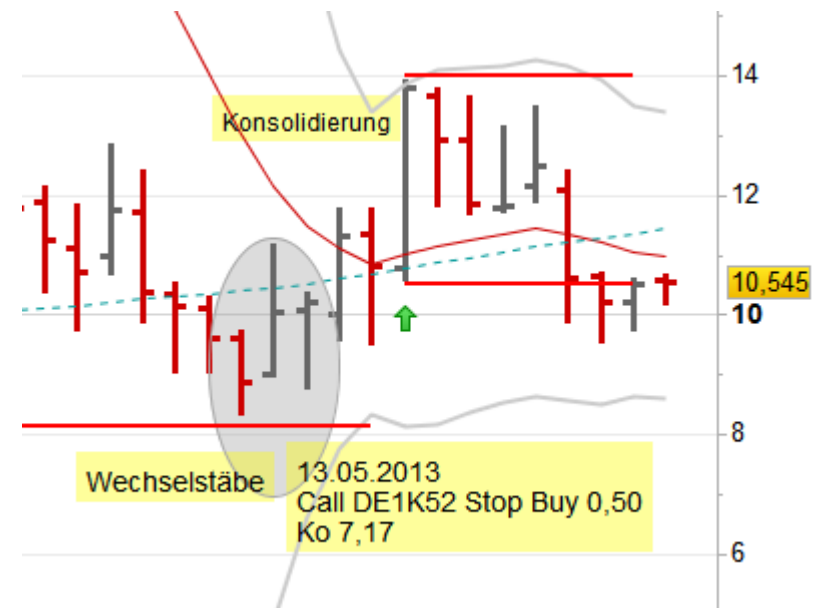 14
Konsolidierung
12
10,545
10
8
Wechselstäbe
13.05.2013
Call DE1K52 Stop Buy 0,50
Ko 7,17
6